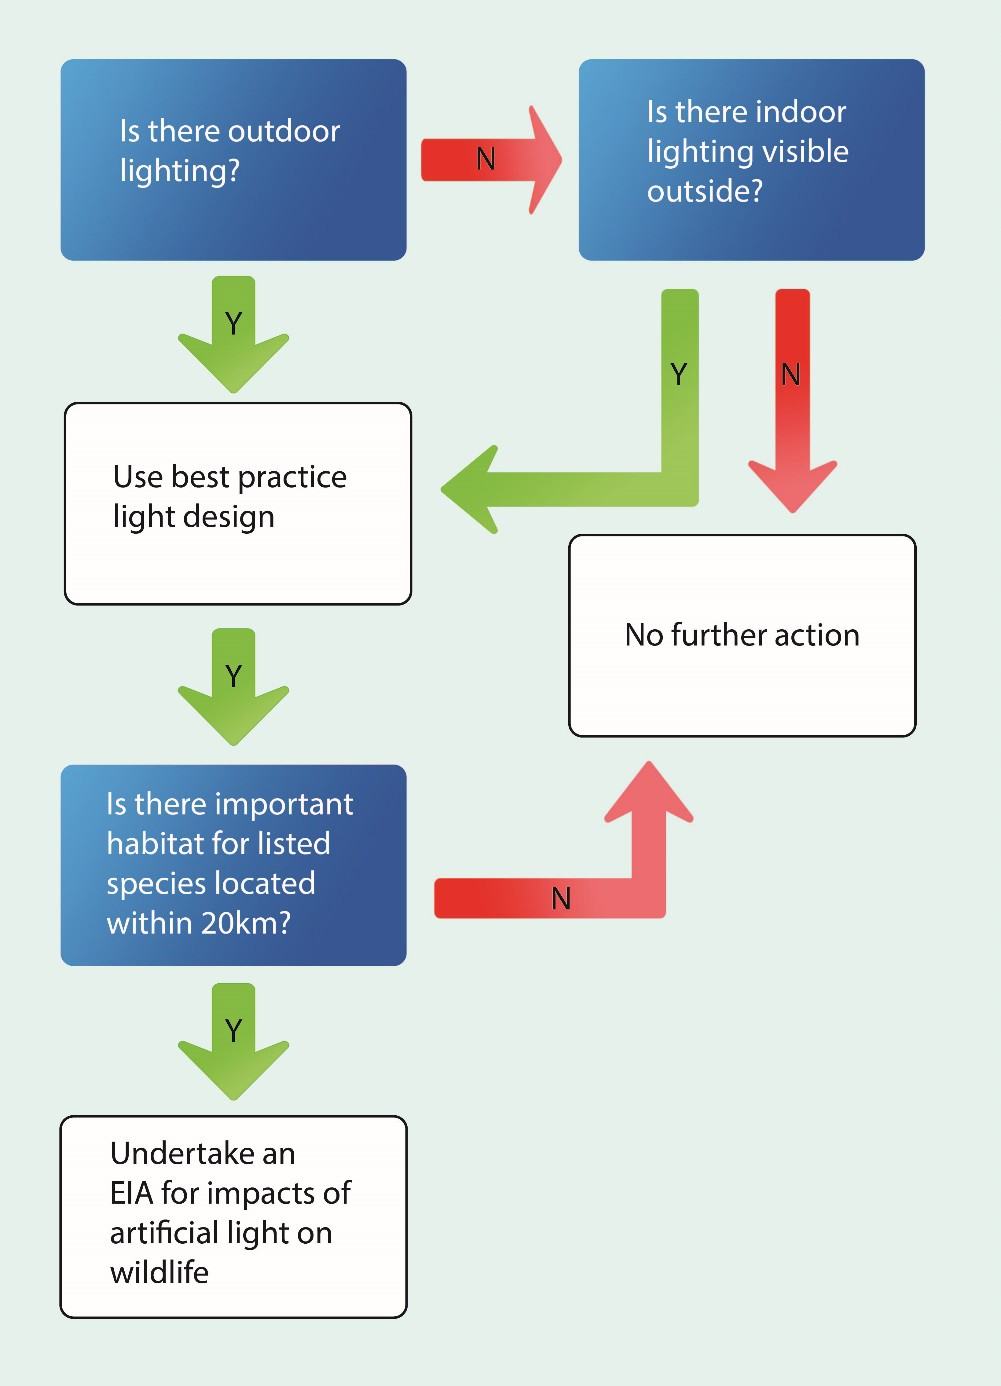 Is there outdoor
lighting?
N
Is there indoor
lighting visible
outside?
Y
Y
N
Use best practice
light design
No further action
Y
Is there important
habitat for listed
species located
within 20km?
N
Y
Undertake an
EIA for impacts of
artificial light on
wildlife